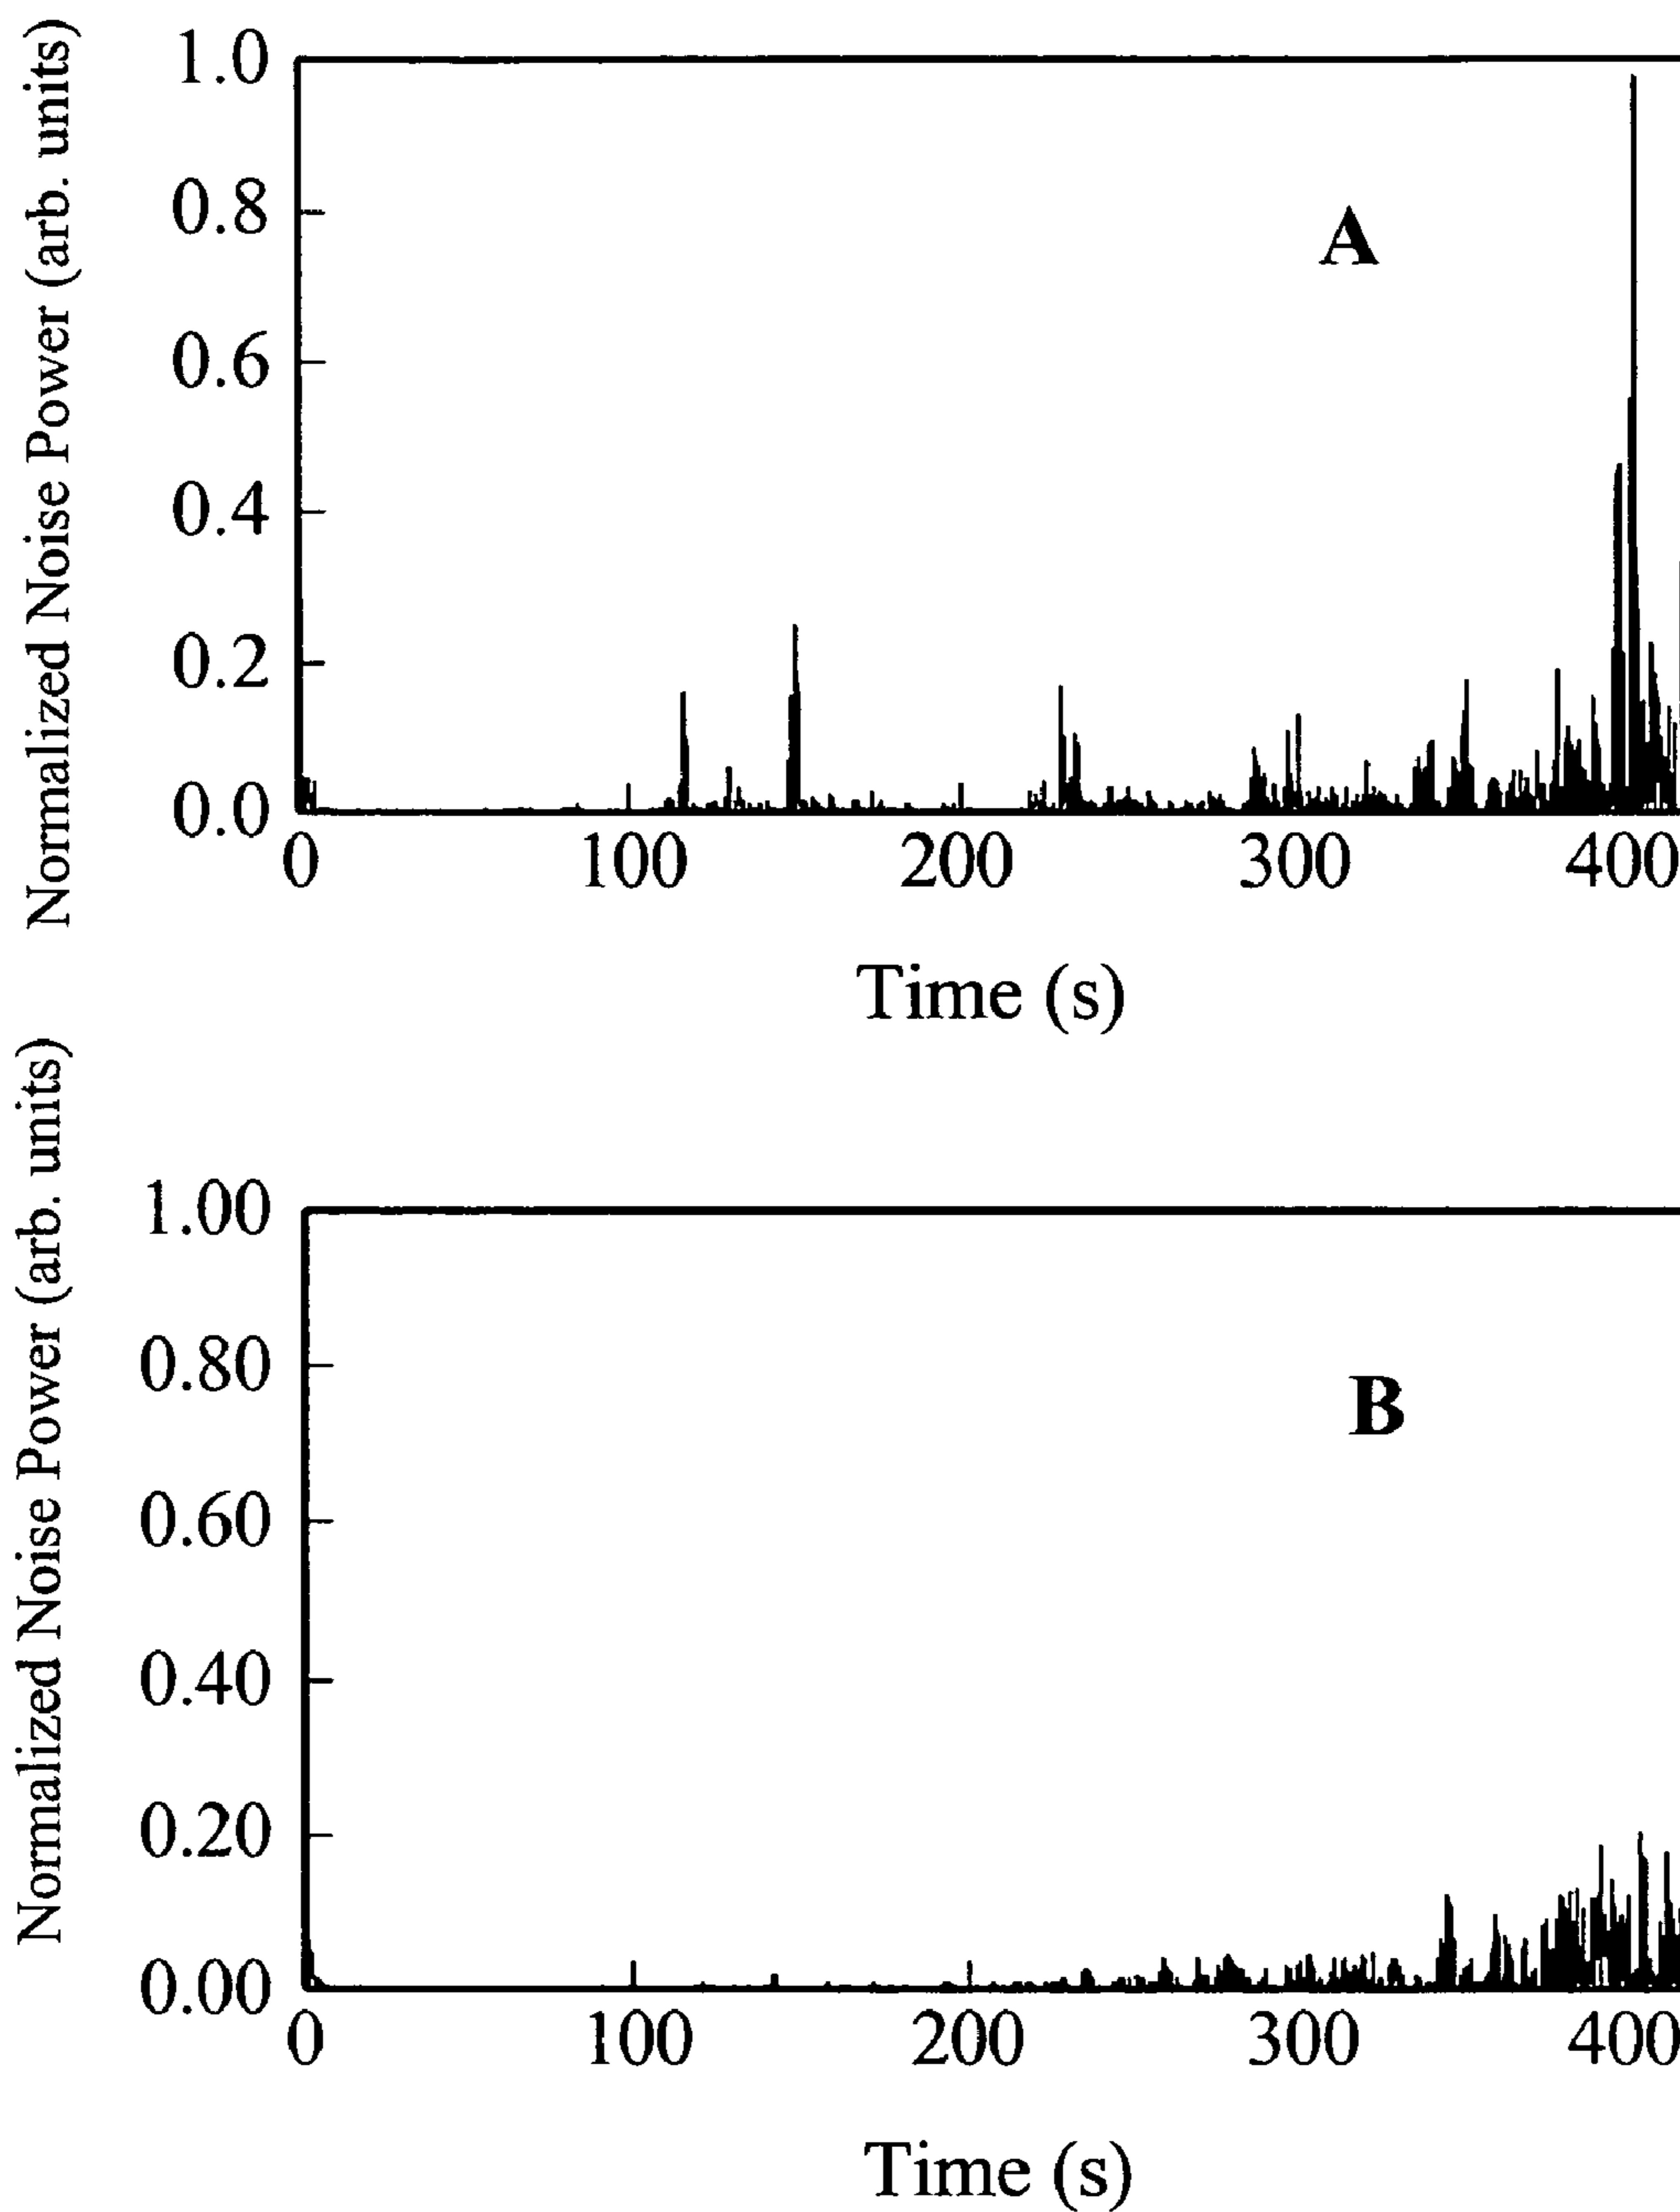 Normalized Noise Power (arb. units)
1.0
0.8
0.6
0.4
0.2
0.0
A
0 100 200 300 400
Time (s)
Normalized Noise Power (arb. units)
1.00
0.80
0.60
0.40
0.20
0.00
B
0 100 200 300 400
Time (s)